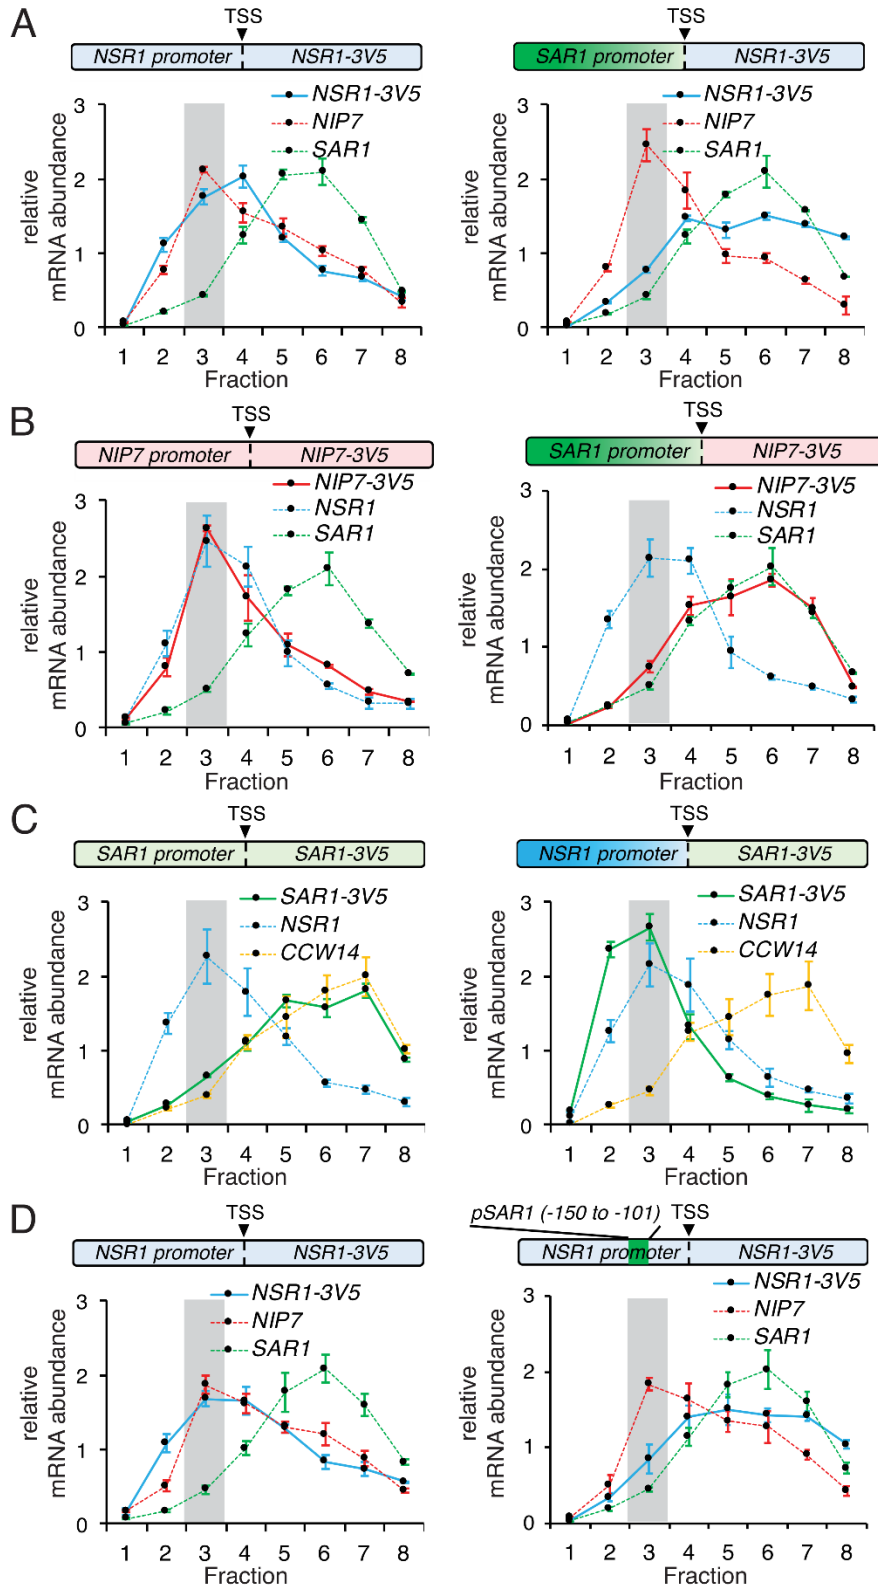 A
TSS
NSR1 promoter NSR1-3V5
NSR1-3V5
NIP7
SAR1
relative
mRNA abundance
3
2
1
0
1 2 3 4 5 6 7 8
Fraction
TSS
SAR1 promoter NSR1-3V5
NSR1-3V5
NIP7
SAR1
relative
mRNA abundance
3
2
1
0
1 2 3 4 5 6 7 8
Fraction
B
TSS
NIP7 promoter NIP7-3V5
NIP7-3V5
NSR1
SAR1
relative
mRNA abundance
3
2
1
0
1 2 3 4 5 6 7 8
Fraction
TSS
SAR1 promoter NIP7-3V5
NIP7-3V5
NSR1
SAR1
relative
mRNA abundance
3
2
1
0
1 2 3 4 5 6 7 8
Fraction
C
TSS
SAR1 promoter SAR1-3V5
SAR1-3V5
NSR1
CCW14
relative
mRNA abundance
3
2
1
0
1 2 3 4 5 6 7 8
Fraction
TSS
NSR1 promoter SAR1-3V5
SAR1-3V5
NSR1
CCW14
relative
mRNA abundance
3
2
1
0
1 2 3 4 5 6 7 8
Fraction
D
TSS
NSR1 promoter NSR1-3V5
NSR1-3V5
NIP7
SAR1
relative
mRNA abundance
3
2
1
0
1 2 3 4 5 6 7 8
Fraction
pSAR1 (-150 to -101) TSS
NSR1 promoter NSR1-3V5
NSR1-3V5
NIP7
SAR1
relative
mRNA abundance
3
2
1
0
1 2 3 4 5 6 7 8
Fraction